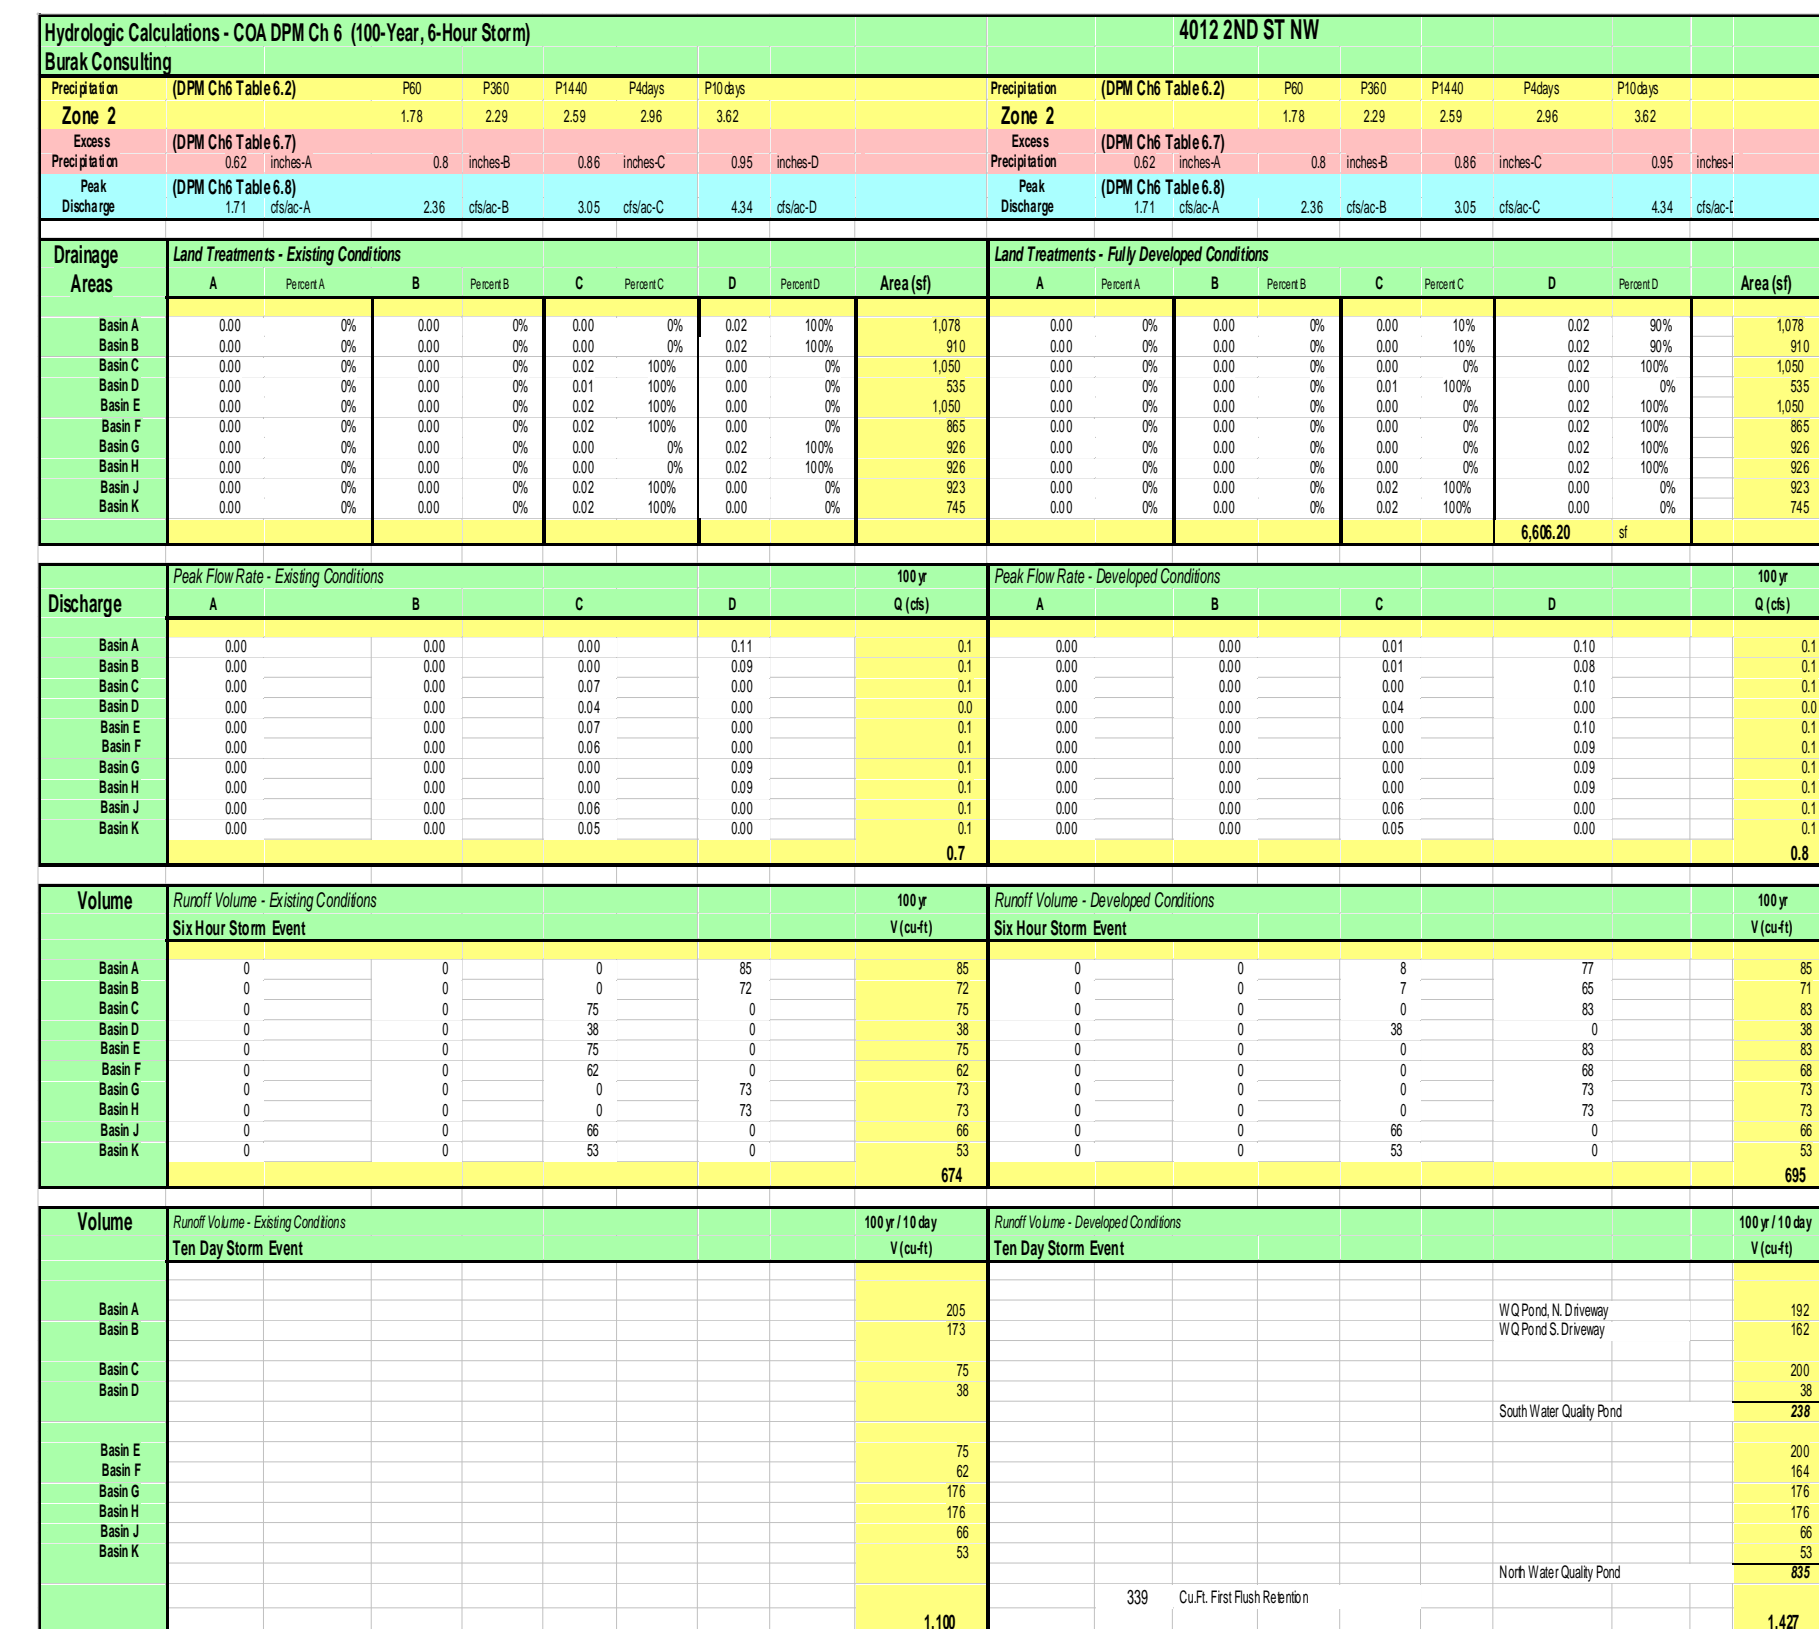 Hydrologic Calculations - COA DPM Ch 6 (100-Year, 6-Hour Storm) 4012 2ND ST NW
Burak Consulting
Precipitation (DPM Ch6 Table 6.2) P60 P360 P1440 P4days P10days Precipitation (DPM Ch6 Table 6.2) P60 P360 P1440 P4days P10days
Zone 2 1.78 2.29 2.59 2.96 3.62 Zone 2 1.78 2.29 2.59 2.96 3.62
Excess (DPM Ch6 Table 6.7) Excess (DPM Ch6 Table 6.7)
Precipitation 0.62 inches-A 0.8 inches-B 0.86 inches-C 0.95 inches-D Precipitation 0.62 inches-A 0.8 inches-B 0.86 inches-C 0.95
Peak (DPM Ch6 Table 6.8) Peak (DPM Ch6 Table 6.8)
Discharge 1.71 cfs/ac-A 2.36 cfs/ac-B 3.05 cfs/ac-C 4.34 cfs/ac-D Discharge 1.71 cfs/ac-A 2.36 cfs/ac-B 3.05 cfs/ac-C 4.34
Drainage Land Treatments - Existing Conditions Land Treatments - Fully Developed Conditions
Areas A Percent A B Percent B C Percent C D Percent D Area (sf) A Percent A B Percent B C Percent C D Percent D Area (sf)
Basin A 0.00 0% 0.00 0% 0.00 0% 0.02 100% 1,078 0.00 0% 0.00 0% 0.00 10% 0.02 90% 1,078
Basin B 0.00 0% 0.00 0% 0.00 0% 0.02 100% 910 0.00 0% 0.00 0% 0.00 10% 0.02 90% 910
Basin C 0.00 0% 0.00 0% 0.02 100% 0.00 0% 1,050 0.00 0% 0.00 0% 0.00 0% 0.02 100% 1,050
Basin D 0.00 0% 0.00 0% 0.01 100% 0.00 0% 535 0.00 0% 0.00 0% 0.01 100% 0.00 0% 535
Basin E 0.00 0% 0.00 0% 0.02 100% 0.00 0% 1,050 0.00 0% 0.00 0% 0.00 0% 0.02 100% 1,050
Basin F 0.00 0% 0.00 0% 0.02 100% 0.00 0% 865 0.00 0% 0.00 0% 0.00 0% 0.02 100% 865
Basin G 0.00 0% 0.00 0% 0.00 0% 0.02 100% 926 0.00 0% 0.00 0% 0.00 0% 0.02 100% 926
Basin H 0.00 0% 0.00 0% 0.00 0% 0.02 100% 926 0.00 0% 0.00 0% 0.00 0% 0.02 100% 926
Basin J 0.00 0% 0.00 0% 0.02 100% 0.00 0% 923 0.00 0% 0.00 0% 0.02 100% 0.00 0% 923
Basin K 0.00 0% 0.00 0% 0.02 100% 0.00 0% 745 0.00 0% 0.00 0% 0.02 100% 0.00 0% 745
6,606.20 sf
Peak Flow Rate - Existing Conditions 100 yr Peak Flow Rate - Developed Conditions 100 yr
Discharge A B C D Q (cfs) A B C D Q (cfs)
Basin A 0.00 0.00 0.00 0.11 0.1 0.00 0.00 0.01 0.10 0.1
Basin B 0.00 0.00 0.00 0.09 0.1 0.00 0.00 0.01 0.08 0.1
Basin C 0.00 0.00 0.07 0.00 0.1 0.00 0.00 0.00 0.10 0.1
Basin D 0.00 0.00 0.04 0.00 0.0 0.00 0.00 0.04 0.00 0.0
Basin E 0.00 0.00 0.07 0.00 0.1 0.00 0.00 0.00 0.10 0.1
Basin F 0.00 0.00 0.06 0.00 0.1 0.00 0.00 0.00 0.09 0.1
Basin G 0.00 0.00 0.00 0.09 0.1 0.00 0.00 0.00 0.09 0.1
Basin H 0.00 0.00 0.00 0.09 0.1 0.00 0.00 0.00 0.09 0.1
Basin J 0.00 0.00 0.06 0.00 0.1 0.00 0.00 0.06 0.00 0.1
Basin K 0.00 0.00 0.05 0.00 0.1 0.00 0.00 0.05 0.00 0.1
0.7 0.8
Volume Runoff Volume - Existing Conditions 100 yr Runoff Volume - Developed Conditions 100 yr
Six Hour Storm Event V (cu-ft) Six Hour Storm Event V (cu-ft)
Basin A 0 0 0 85 85 0 0 8 77 85
Basin B 0 0 0 72 72 0 0 7 65 71
Basin C 0 0 75 0 75 0 0 0 83 83
Basin D 0 0 38 0 38 0 0 38 0 38
Basin E 0 0 75 0 75 0 0 0 83 83
Basin F 0 0 62 0 62 0 0 0 68 68
Basin G 0 0 0 73 73 0 0 0 73 73
Basin H 0 0 0 73 73 0 0 0 73 73
Basin J 0 0 66 0 66 0 0 66 0 66
Basin K 0 0 53 0 53 0 0 53 0 53
674 695
Volume Runoff Volume - Existing Conditions 100 yr / 10 day Runoff Volume - Developed Conditions 100 yr / 10 day
Ten Day Storm Event V (cu-ft) Ten Day Storm Event V (cu-ft)
Basin A 205 WQ Pond, N. Driveway 192
Basin B 173 WQ Pond S. Driveway 162
Basin C 75 200
Basin D 38 38
South Water Quality Pond 238
Basin E 75 200
Basin F 62 164
Basin G 176 176
Basin H 176 176
Basin J 66 66
Basin K 53 53
North Water Quality Pond 835
339 Cu.Ft. First Flush Retention
1,100 1,427